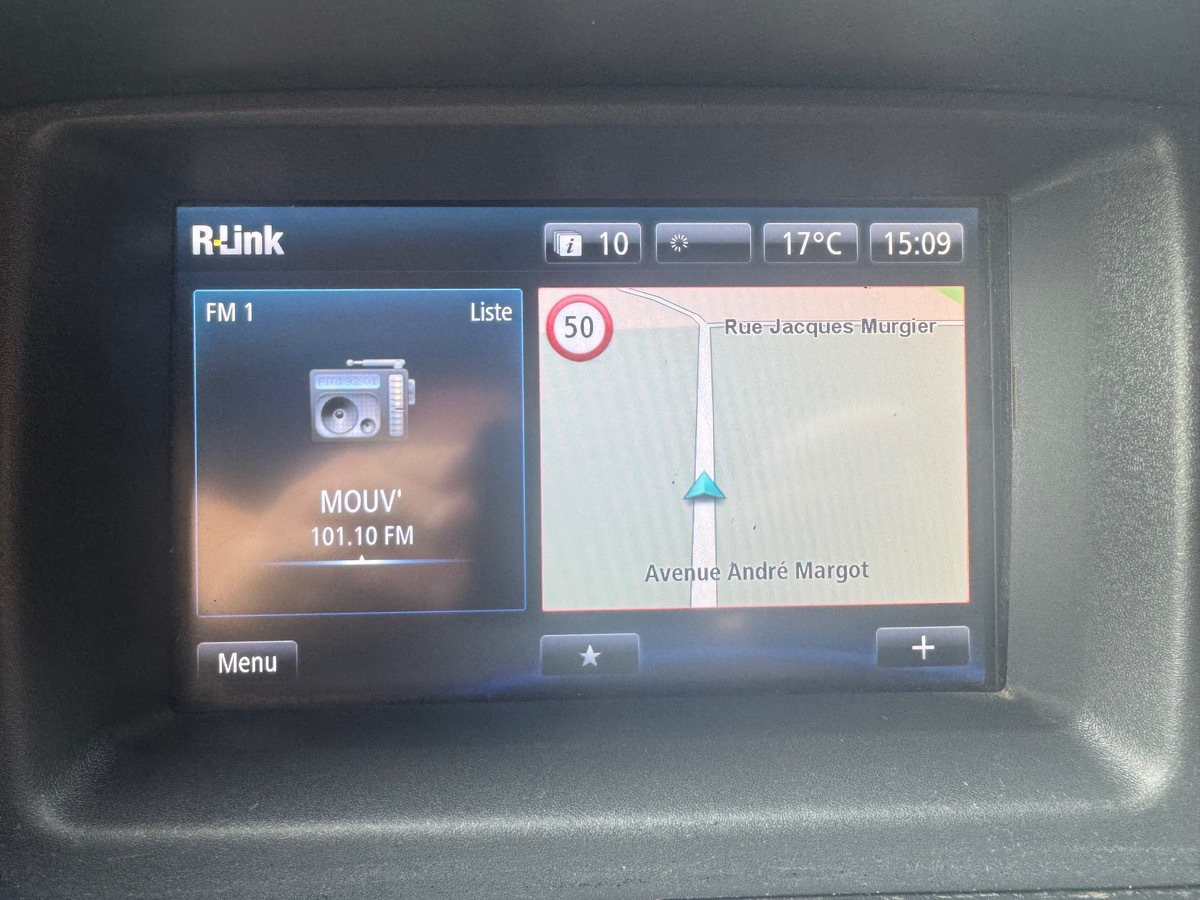 R-Link
i 10
17°C
15:09
FM 1
Liste
MOUV'
101.10 FM
50
Rue Jacques Murgier
Avenue André Margot
Menu